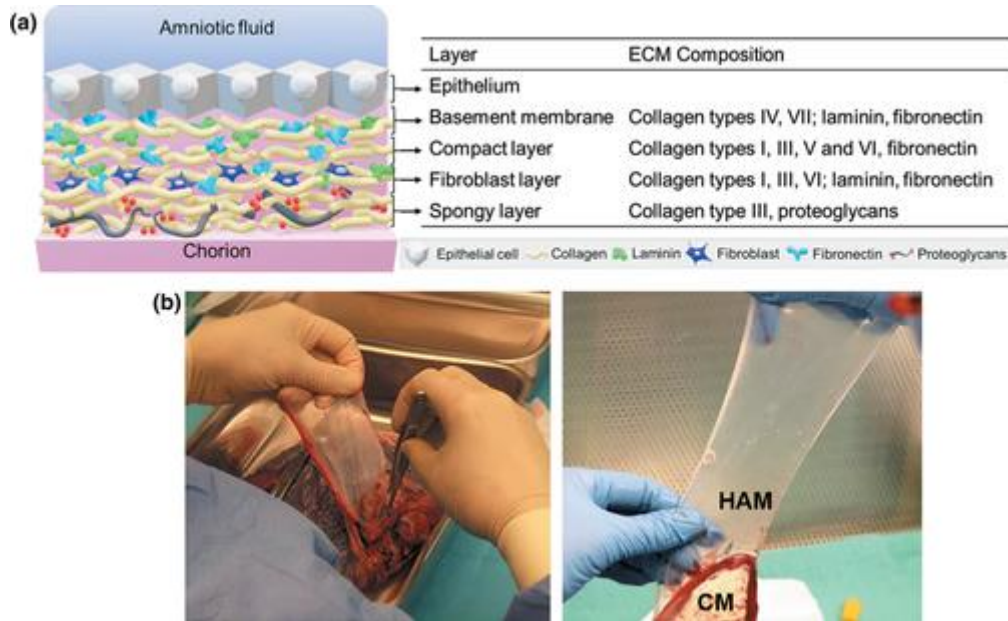 (a)
Amniotic fluid
Chorion
Layer ECM Composition
Epithelium
Basement membrane Collagen types IV, VII; laminin, fibronectin
Compact layer Collagen types I, III, V and VI, fibronectin
Fibroblast layer Collagen types I, III, VI; laminin, fibronectin
Spongy layer Collagen type III, proteoglycans
Epithelial cell Collagen Laminin Fibroblast Fibronectin Proteoglycans
(b)
HAM
CM